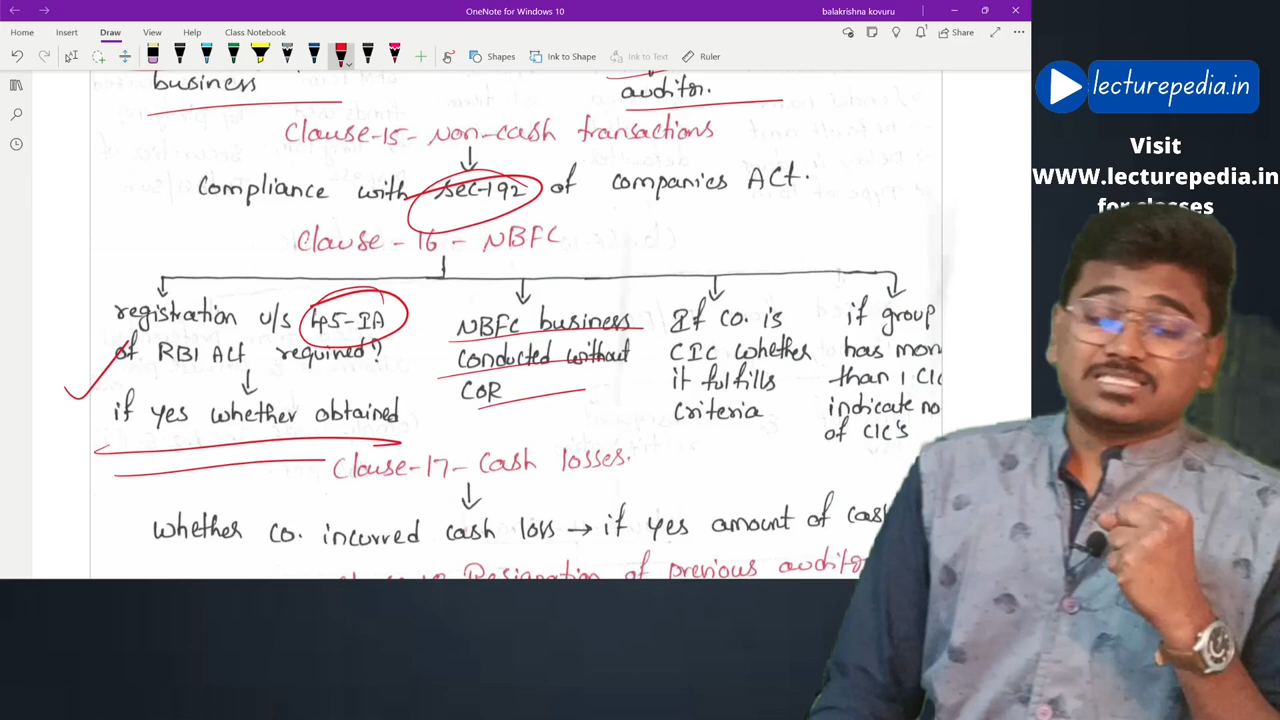 OneNote for Windows 10
balakrishna kovuru
Home Insert Draw View Help Class Notebook
Share
Shapes Ink to Shape Ink to Text Ruler
business
auditor.
lecturepedia.in
Visit
WWW.lecturepedia.in
for classes
Clause-15- Non-cash transactions
Compliance with sec-192 of companies Act.
Clause - 16 - NBFC
registration u/s 45-IA
of RBI Act required?
if yes whether obtained
NBFC business
conducted without
COR
If co. is
CIC whether
it fulfills
criteria
if group
has mor
than 1 CIC
indicate no
of CIC's
Clause-17- Cash losses.
Whether co. incurred cash loss → if yes amount of cas
Resignation of previous auditor